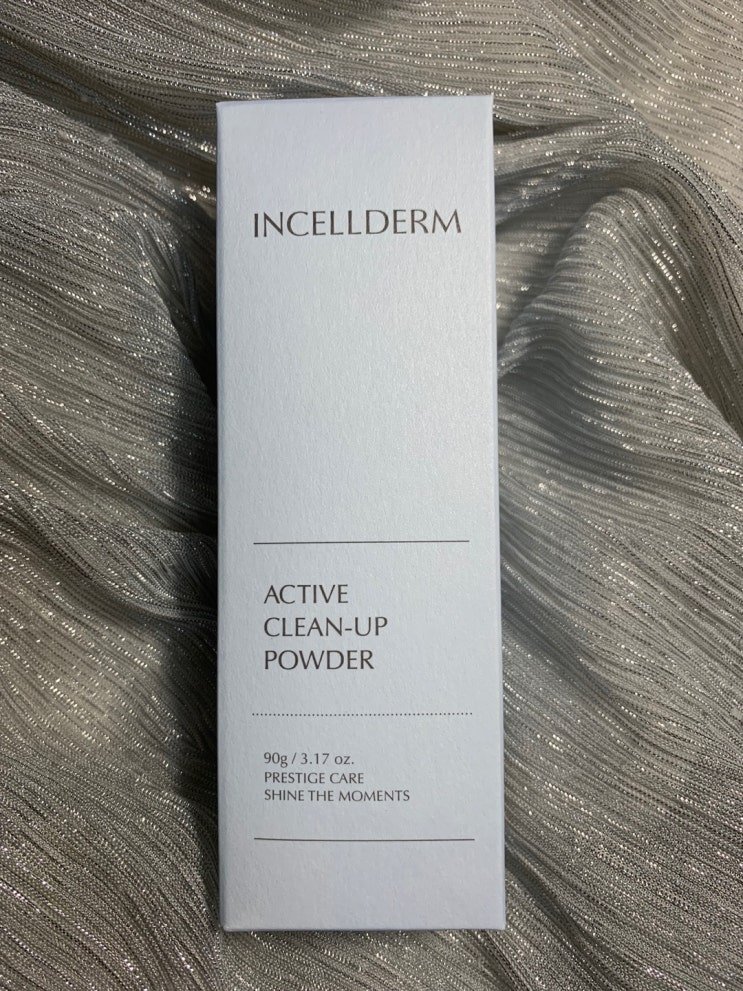 INCELLDERM
ACTIVE
CLEAN-UP
POWDER
90g / 3.17 oz.
PRESTIGE CARE
SHINE THE MOMENTS